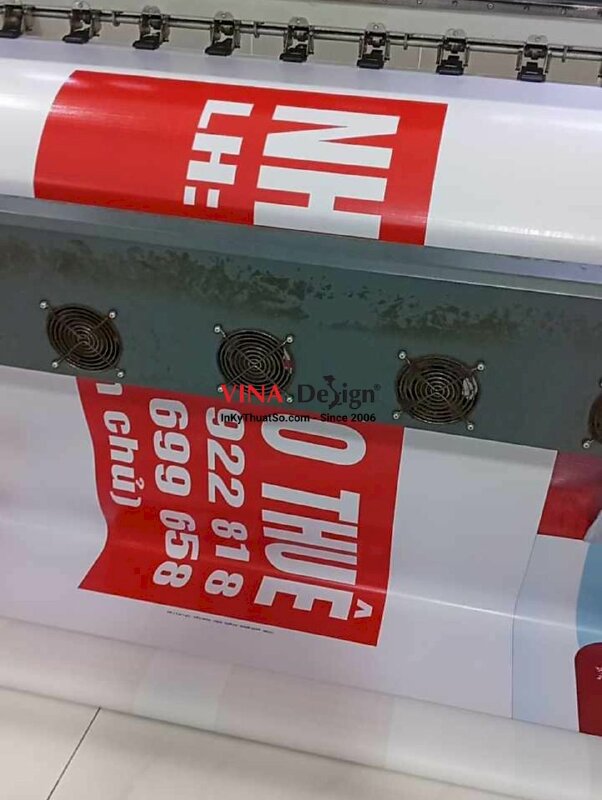 NH
LH:
VINA Design®
InKyThuatSo.com - Since 2006
O THUÊ
922 818
699 658
chủ)